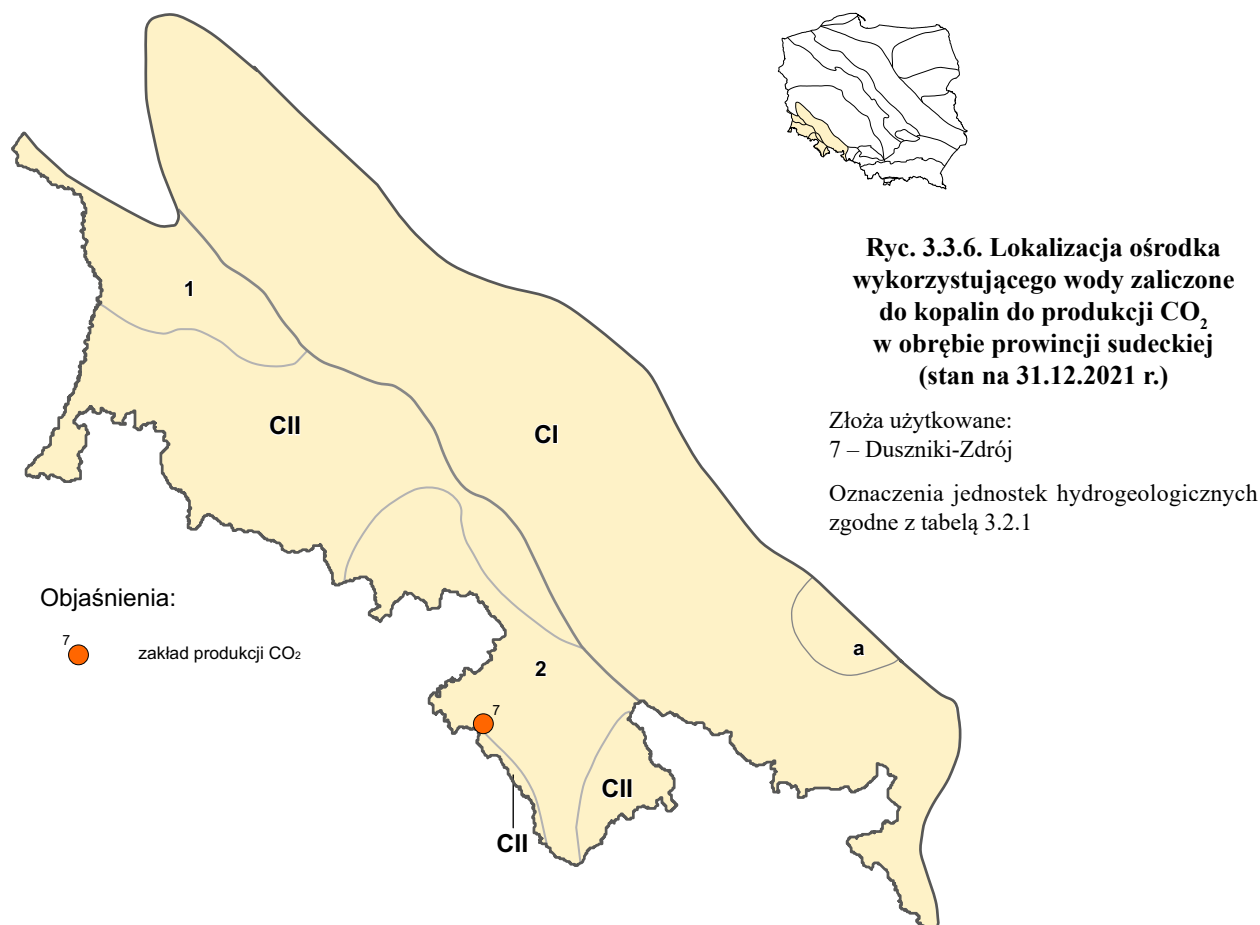 Ryc. 3.3.6. Lokalizacja ośrodka
wykorzystującego wody zaliczone
do kopalin do produkcji CO₂
w obrębie prowincji sudeckiej
(stan na 31.12.2021 r.)
Złoża użytkowane:
7 – Duszniki-Zdrój
Oznaczenia jednostek hydrogeologicznych
zgodne z tabelą 3.2.1
1
CII
CI
a
2
7
CII
CII
Objaśnienia:
7
zakład produkcji CO₂